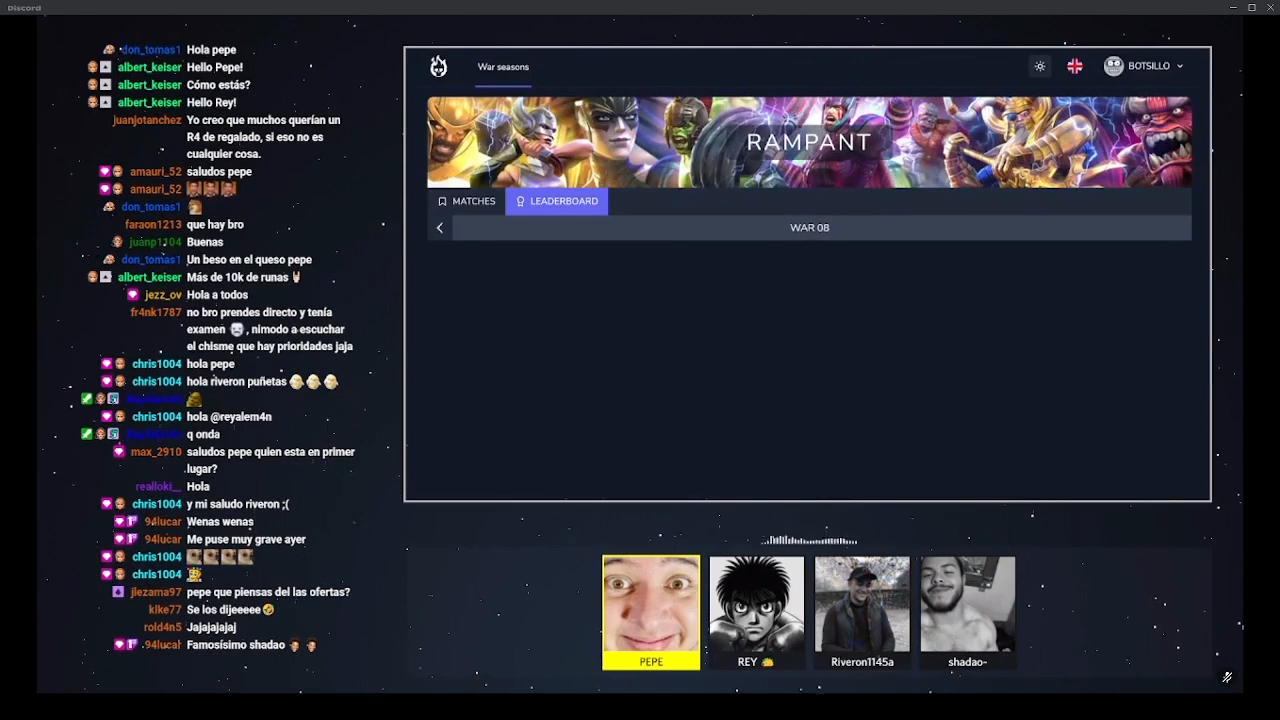 Discord
don_tomas1 Hola pepe
albert_keiser Hello Pepe!
albert_keiser Cómo estás?
albert_keiser Hello Rey!
juanjotanchez Yo creo que muchos querían un
R4 de regalado, si eso no es
cualquier cosa.
amauri_52 saludos pepe
amauri_52
don_tomas1
faraon1213 que hay bro
juanp1104 Buenas
don_tomas1 Un beso en el queso pepe
albert_keiser Más de 10k de runas 🤘
jezz_ov Hola a todos
fr4nk1787 no bro prendes directo y tenía
examen , nimodo a escuchar
el chisme que hay prioridades jaja
chris1004 hola pepe
chris1004 hola riveron puñetas
chris1004 hola @reyalem4n
q onda
max_2910 saludos pepe quien esta en primer
lugar?
realloki__ Hola
chris1004 y mi saludo riveron ;(
94lucar Wenas wenas
94lucar Me puse muy grave ayer
chris1004
chris1004
jlezama97 pepe que piensas del las ofertas?
klke77 Se los dijeeeee🤣
rold4n5 Jajajajajaj
94lucar Famosísimo shadao
War seasons
BOTSILLO
RAMPANT
MATCHES
LEADERBOARD
WAR 08
PEPE
REY 🌮
Riveron1145a
shadao-